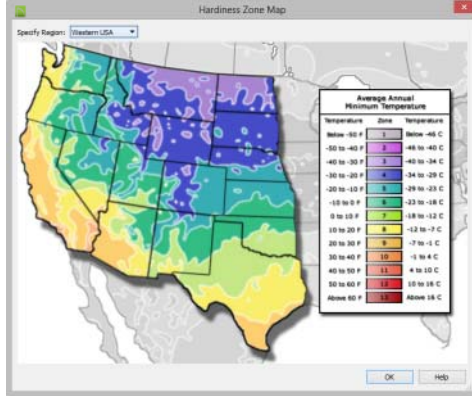 Hardiness Zone Map
Specify Region: Western USA
Average Annual
Minimum Temperature
Temperature Zone Temperature
Below -50 F 1 Below -46 C
-50 to -40 F 2 -46 to -40 C
-40 to -30 F 3 -40 to -34 C
-30 to -20 F 4 -34 to -29 C
-20 to -10 F 5 -29 to -23 C
-10 to 0 F 6 -23 to -18 C
0 to 10 F 7 -18 to -12 C
10 to 20 F 8 -12 to -7 C
20 to 30 F 9 -7 to -1 C
30 to 40 F 10 -1 to 4 C
40 to 50 F 11 4 to 10 C
50 to 60 F 12 10 to 16 C
Above 60 F 13 Above 16 C
OK Help